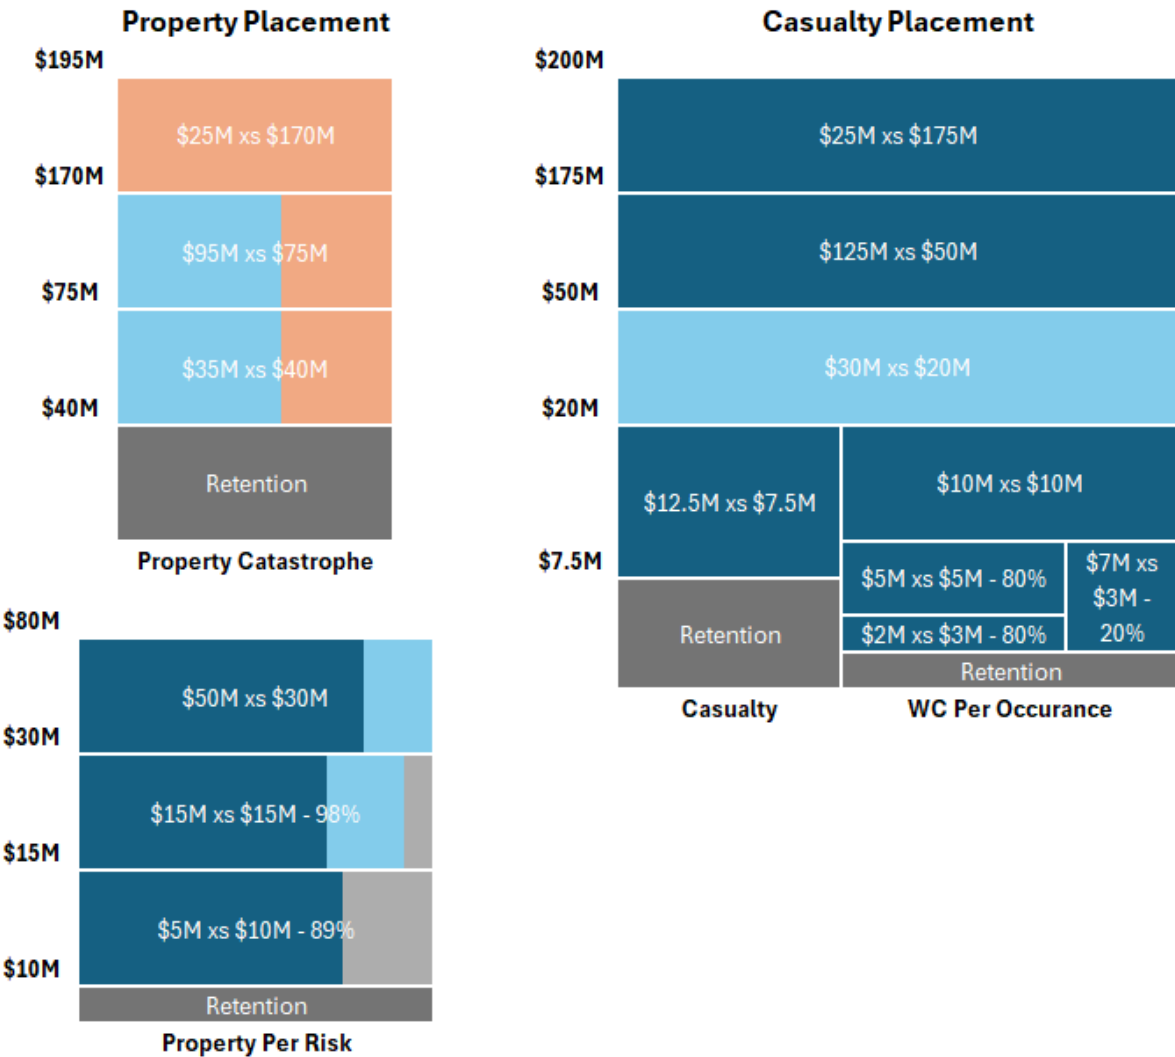 Property Placement
$195M
$25M xs $170M
$170M
$95M xs $75M
$75M
$35M xs $40M
$40M
Retention
Property Catastrophe
$80M
$50M xs $30M
$30M
$15M xs $15M - 98%
$15M
$5M xs $10M - 89%
$10M
Retention
Property Per Risk
Casualty Placement
$200M
$25M xs $175M
$175M
$125M xs $50M
$50M
$30M xs $20M
$20M
$12.5M xs $7.5M
$10M xs $10M
$7.5M
$5M xs $5M - 80%
$7M xs
$3M -
20%
$2M xs $3M - 80%
Retention
Retention
Casualty
WC Per Occurance